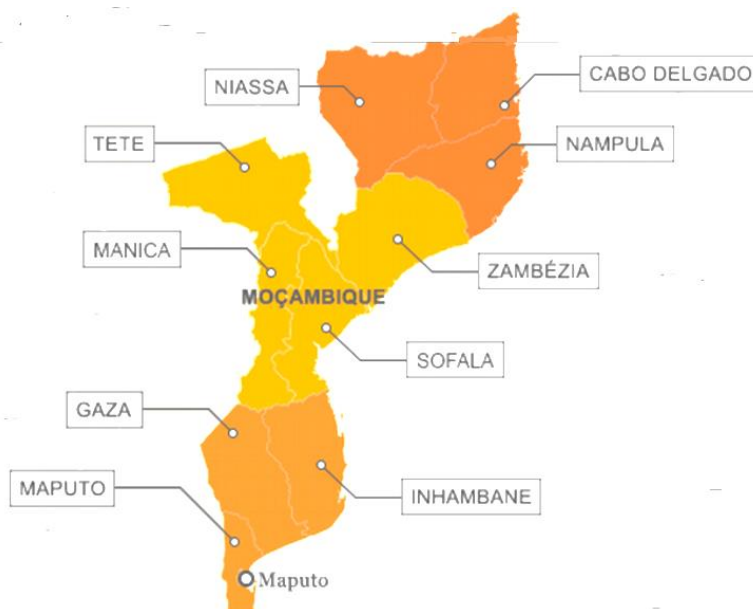 CABO DELGADO
NIASSA
TETE
NAMPULA
MANICA
ZAMBÉZIA
MOÇAMBIQUE
SOFALA
GAZA
MAPUTO
INHAMBANE
Maputo